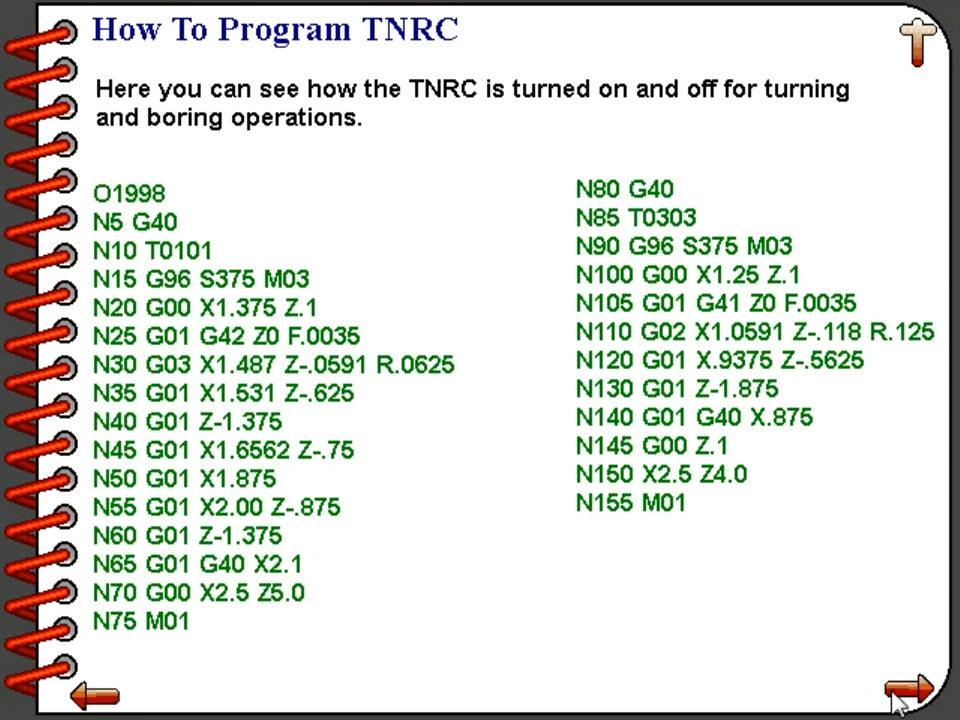 How To Program TNRC
Here you can see how the TNRC is turned on and off for turning
and boring operations.
O1998
N5 G40
N10 T0101
N15 G96 S375 M03
N20 G00 X1.375 Z.1
N25 G01 G42 Z0 F.0035
N30 G03 X1.487 Z-.0591 R.0625
N35 G01 X1.531 Z-.625
N40 G01 Z-1.375
N45 G01 X1.6562 Z-.75
N50 G01 X1.875
N55 G01 X2.00 Z-.875
N60 G01 Z-1.375
N65 G01 G40 X2.1
N70 G00 X2.5 Z5.0
N75 M01
N80 G40
N85 T0303
N90 G96 S375 M03
N100 G00 X1.25 Z.1
N105 G01 G41 Z0 F.0035
N110 G02 X1.0591 Z-.118 R.125
N120 G01 X.9375 Z-.5625
N130 G01 Z-1.875
N140 G01 G40 X.875
N145 G00 Z.1
N150 X2.5 Z4.0
N155 M01